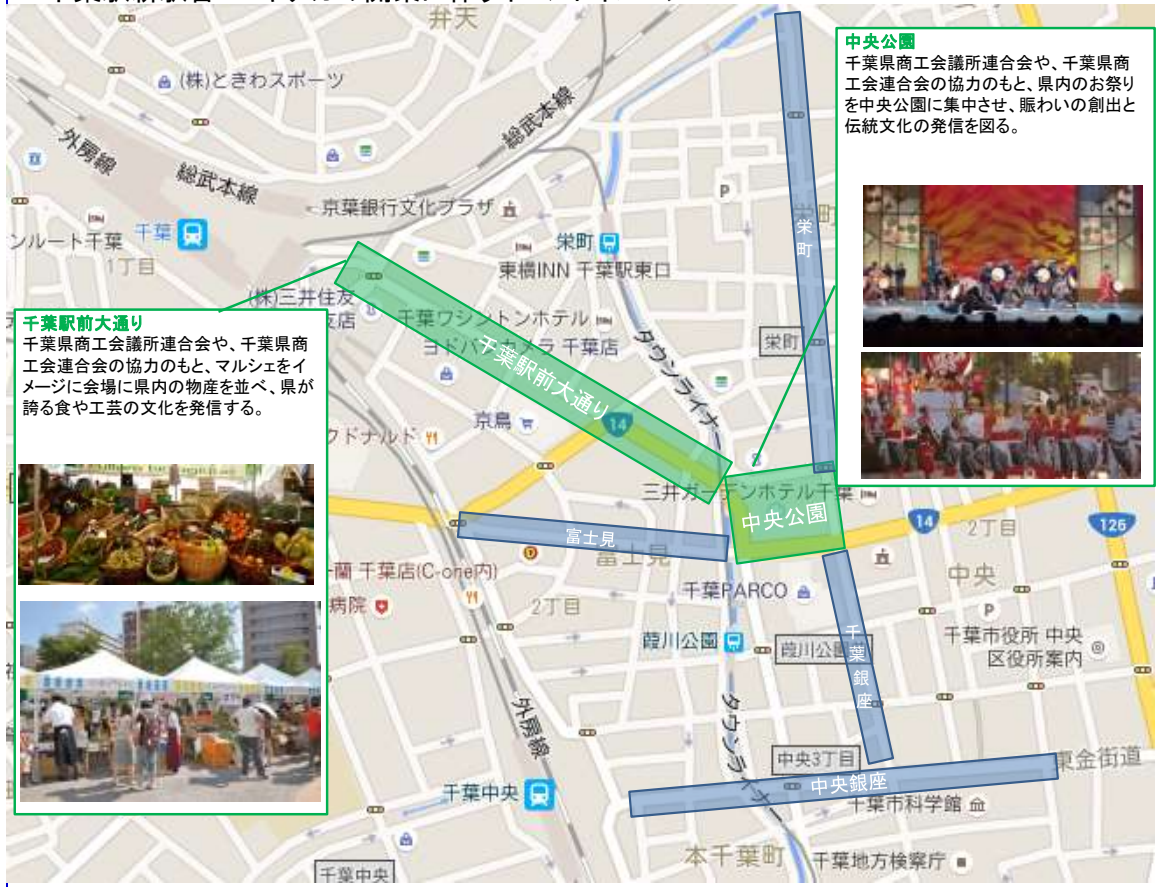 弁天
(株)ときわスポーツ
外房線
総武本線
総武本線
京葉銀行文化プラザ
千葉
ンルート千葉
1丁目
栄町
東横INN 千葉駅東口
P
栄町
栄町
(株)三井住友
支店
千葉ワシントンホテル
ヨドバシカメラ 千葉店
タウンライナー
千葉駅前大通り
14
京鳥
クドナルド
三井ガーデンホテル千葉
中央公園
富士見
富士見
14
2丁目
126
中央
千葉PARCO
蘭 千葉店(C-one内)
病院
2丁目
葭川公園
葭川公園
千葉銀座
P
千葉市役所 中央
区役所案内
外房線
タウンライナー
中央3丁目
中央銀座
東金街道
千葉中央
千葉市科学館
本千葉町
千葉地方検察庁
千葉中央
千葉駅前大通り
千葉県商工会議所連合会や、千葉県商
工会連合会の協力のもと、マルシェをイ
メージに会場に県内の物産を並べ、県が
誇る食や工芸の文化を発信する。
中央公園
千葉県商工会議所連合会や、千葉県商
工会連合会の協力のもと、県内のお祭り
を中央公園に集中させ、賑わいの創出と
伝統文化の発信を図る。